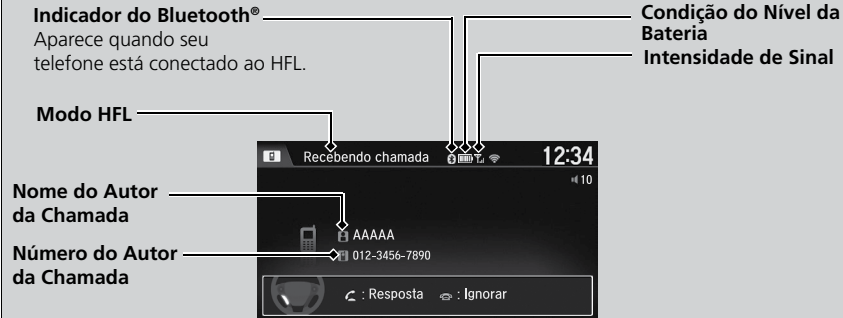 Indicador do Bluetooth®
Aparece quando seu
telefone está conectado ao HFL.
Condição do Nível da
Bateria
Intensidade de Sinal
Modo HFL
Recebendo chamada
12:34
10
Nome do Autor
da Chamada
AAAAA
Número do Autor
da Chamada
012-3456-7890
: Resposta : Ignorar